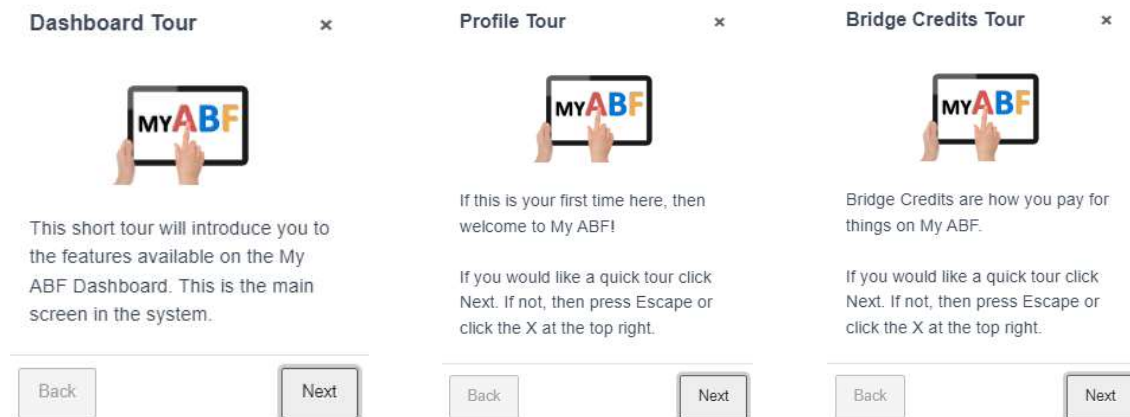 Dashboard Tour ×
MYABF
This short tour will introduce you to
the features available on the My
ABF Dashboard. This is the main
screen in the system.
Back Next
Profile Tour ×
MYABF
If this is your first time here, then
welcome to My ABF!
If you would like a quick tour click
Next. If not, then press Escape or
click the X at the top right.
Back Next
Bridge Credits Tour ×
MYABF
Bridge Credits are how you pay for
things on My ABF.
If you would like a quick tour click
Next. If not, then press Escape or
click the X at the top right.
Back Next